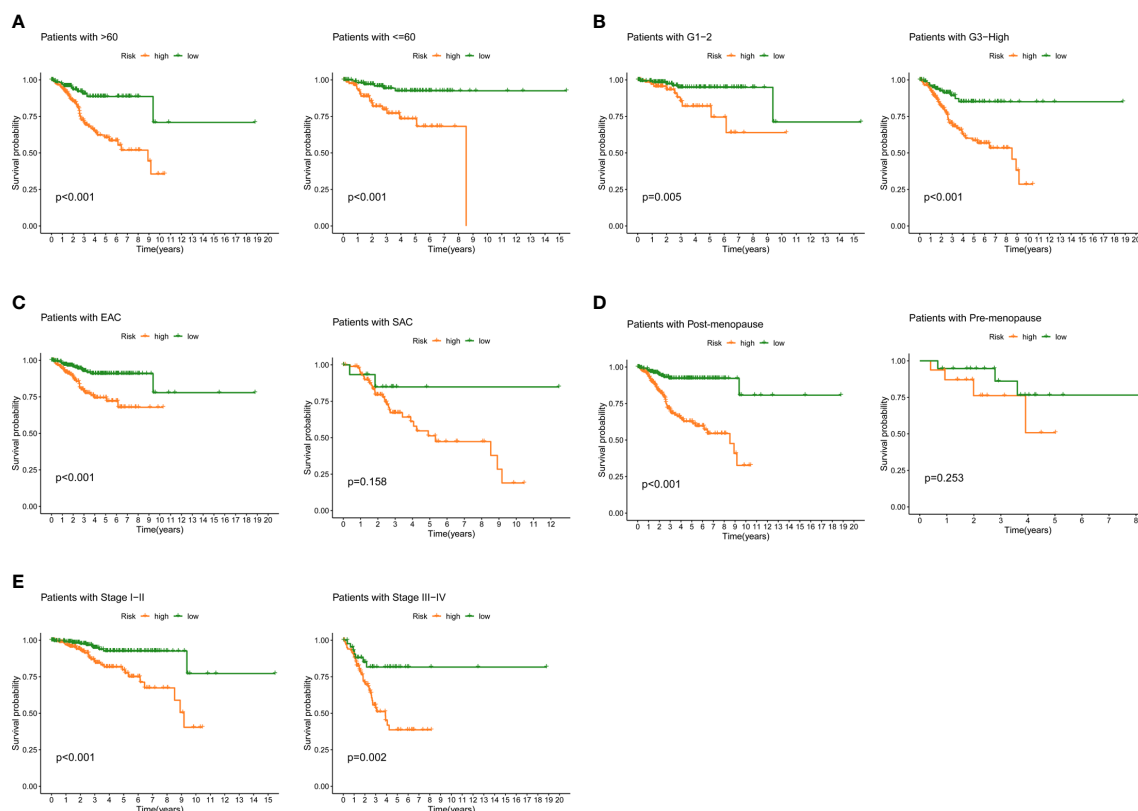 A
Patients with >60
Risk high low
Survival probability
1.00
0.75
0.50
0.25
0.00
p<0.001
0 1 2 3 4 5 6 7 8 9 10 11 12 13 14 15 16 17 18 19 20
Time(years)
Patients with <=60
Risk high low
Survival probability
1.00
0.75
0.50
0.25
0.00
p<0.001
0 1 2 3 4 5 6 7 8 9 10 11 12 13 14 15
Time(years)
B
Patients with G1−2
Risk high low
Survival probability
1.00
0.75
0.50
0.25
0.00
p=0.005
0 1 2 3 4 5 6 7 8 9 10 11 12 13 14 15
Time(years)
Patients with G3−High
Risk high low
Survival probability
1.00
0.75
0.50
0.25
0.00
p<0.001
0 1 2 3 4 5 6 7 8 9 10 11 12 13 14 15 16 17 18 19 20
Time(years)
C
Patients with EAC
Risk high low
Survival probability
1.00
0.75
0.50
0.25
0.00
p<0.001
0 1 2 3 4 5 6 7 8 9 10 11 12 13 14 15 16 17 18 19 20
Time(years)
Patients with SAC
Risk high low
Survival probability
1.00
0.75
0.50
0.25
0.00
p=0.158
0 1 2 3 4 5 6 7 8 9 10 11 12
Time(years)
D
Patients with Post−menopause
Risk high low
Survival probability
1.00
0.75
0.50
0.25
0.00
p<0.001
0 1 2 3 4 5 6 7 8 9 10 11 12 13 14 15 16 17 18 19 20
Time(years)
Patients with Pre−menopause
Risk high low
Survival probability
1.00
0.75
0.50
0.25
0.00
p=0.253
0 1 2 3 4 5 6 7 8
Time(years)
E
Patients with Stage I−II
Risk high low
Survival probability
1.00
0.75
0.50
0.25
0.00
p<0.001
0 1 2 3 4 5 6 7 8 9 10 11 12 13 14 15
Time(years)
Patients with Stage III−IV
Risk high low
Survival probability
1.00
0.75
0.50
0.25
0.00
p=0.002
0 1 2 3 4 5 6 7 8 9 10 11 12 13 14 15 16 17 18 19 20
Time(years)